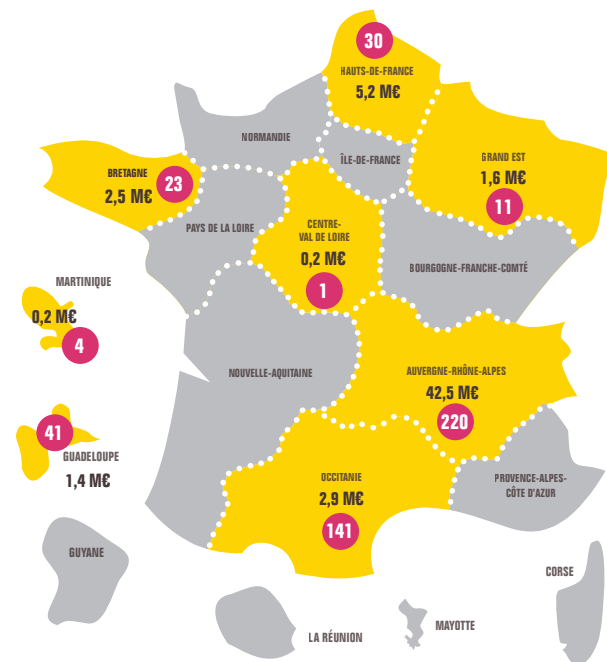 30
HAUTS-DE-FRANCE
5,2 M€
NORMANDIE
ÎLE-DE-FRANCE
GRAND EST
1,6 M€
11
BRETAGNE
23
2,5 M€
PAYS DE LA LOIRE
CENTRE-
VAL DE LOIRE
0,2 M€
1
BOURGOGNE-FRANCHE-COMTÉ
MARTINIQUE
0,2 M€
4
NOUVELLE-AQUITAINE
AUVERGNE-RHÔNE-ALPES
42,5 M€
220
41
GUADELOUPE
1,4 M€
OCCITANIE
2,9 M€
141
PROVENCE-ALPES-
CÔTE D'AZUR
GUYANE
CORSE
LA RÉUNION
MAYOTTE